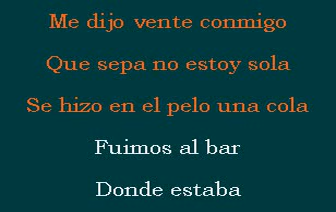 Me dijo vente conmigo
Que sepa no estoy sola
Se hizo en el pelo una cola
Fuimos al bar
Donde estaba